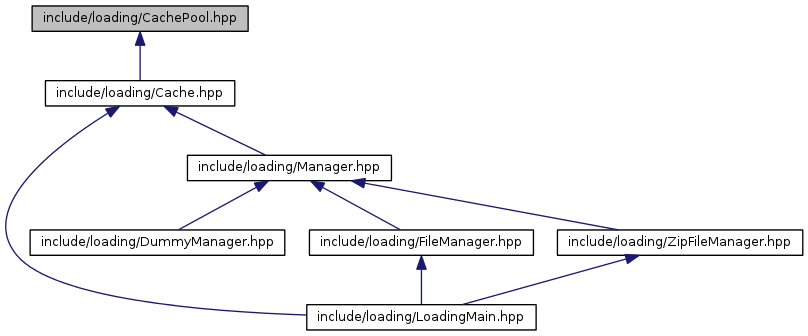 include/loading/CachePool.hpp
include/loading/Cache.hpp
include/loading/Manager.hpp
include/loading/DummyManager.hpp
include/loading/FileManager.hpp
include/loading/ZipFileManager.hpp
include/loading/LoadingMain.hpp